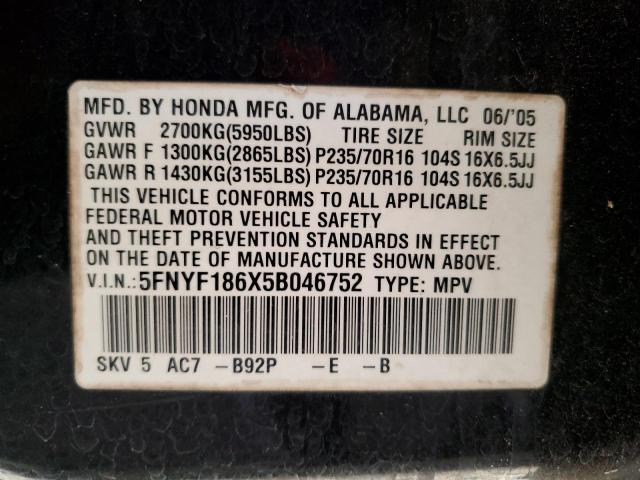 MFD. BY HONDA MFG. OF ALABAMA, LLC 06/'05
GVWR 2700KG(5950LBS) TIRE SIZE RIM SIZE
GAWR F 1300KG(2865LBS) P235/70R16 104S 16X6.5JJ
GAWR R 1430KG(3155LBS) P235/70R16 104S 16X6.5JJ
THIS VEHICLE CONFORMS TO ALL APPLICABLE
FEDERAL MOTOR VEHICLE SAFETY
AND THEFT PREVENTION STANDARDS IN EFFECT
ON THE DATE OF MANUFACTURE SHOWN ABOVE.
V.I.N.: 5FNYF186X5B046752 TYPE: MPV
SKV 5 AC7 –B92P –E –B